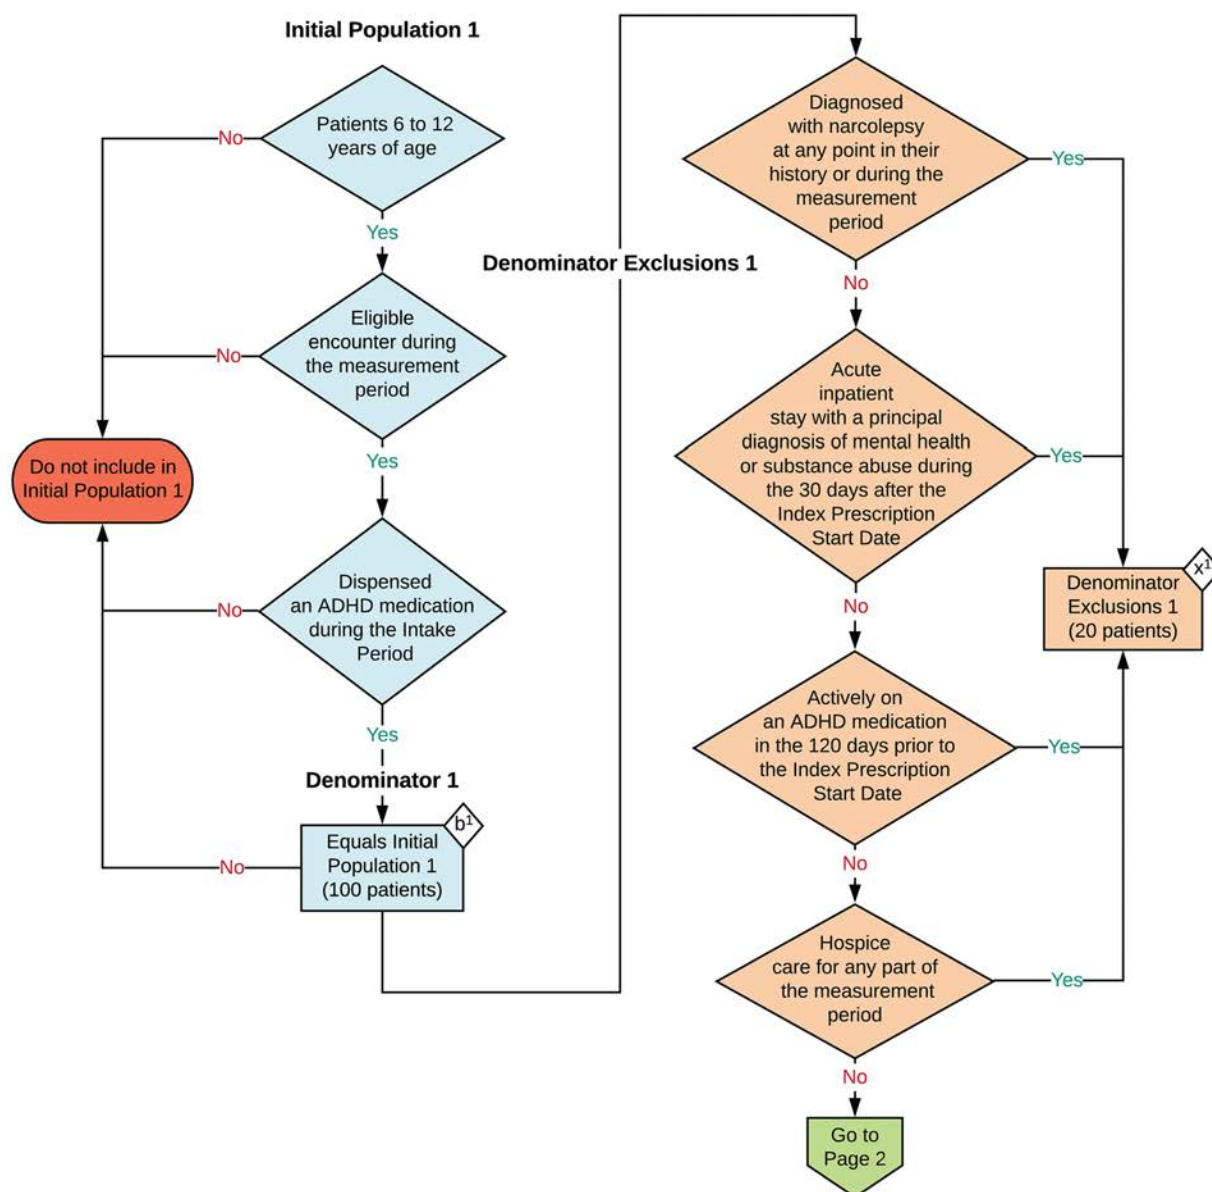 Initial Population 1
Patients 6 to 12
years of age
No
Yes
Eligible
encounter during
the measurement
period
No
Yes
Do not include in
Initial Population 1
Dispensed
an ADHD medication
during the Intake
Period
No
Yes
Denominator 1
b¹
Equals Initial
Population 1
(100 patients)
No
Denominator Exclusions 1
Diagnosed
with narcolepsy
at any point in their
history or during the
measurement
period
Yes
No
Acute
inpatient
stay with a principal
diagnosis of mental health
or substance abuse during
the 30 days after the
Index Prescription
Start Date
Yes
No
x¹
Denominator
Exclusions 1
(20 patients)
Actively on
an ADHD medication
in the 120 days prior to
the Index Prescription
Start Date
Yes
No
Hospice
care for any part of
the measurement
period
Yes
No
Go to
Page 2